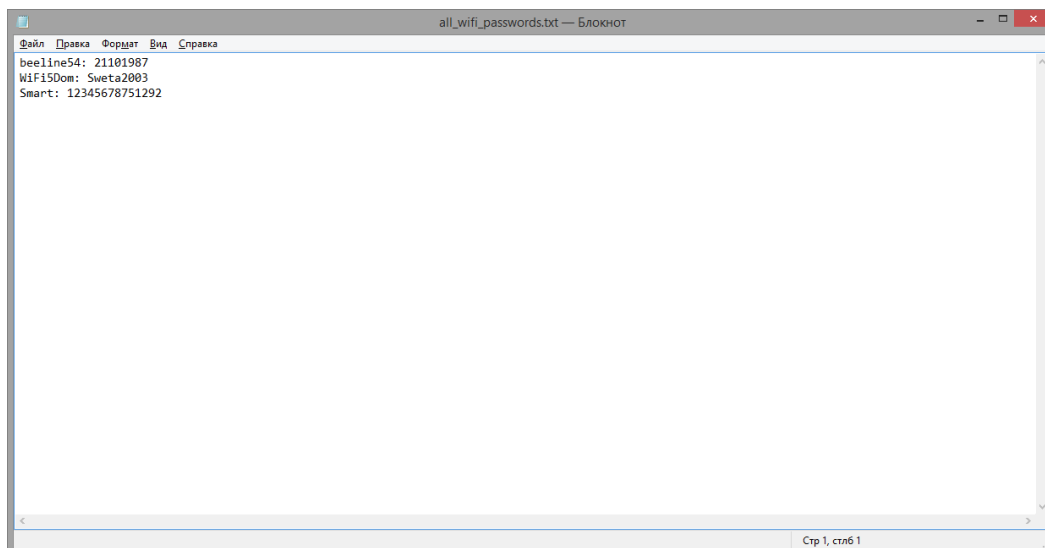 all_wifi_passwords.txt — Блокнот
Файл Правка Формат Вид Справка
beeline54: 21101987
WiFi5Dom: Sweta2003
Smart: 12345678751292
Стр 1, стлб 1